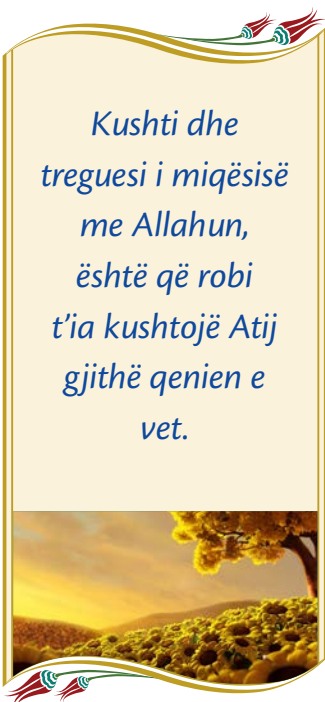 Kushti dhe
treguesi i miqësisë
me Allahun,
është që robi
t’ia kushtojë Atij
gjithë qenien e
vet.